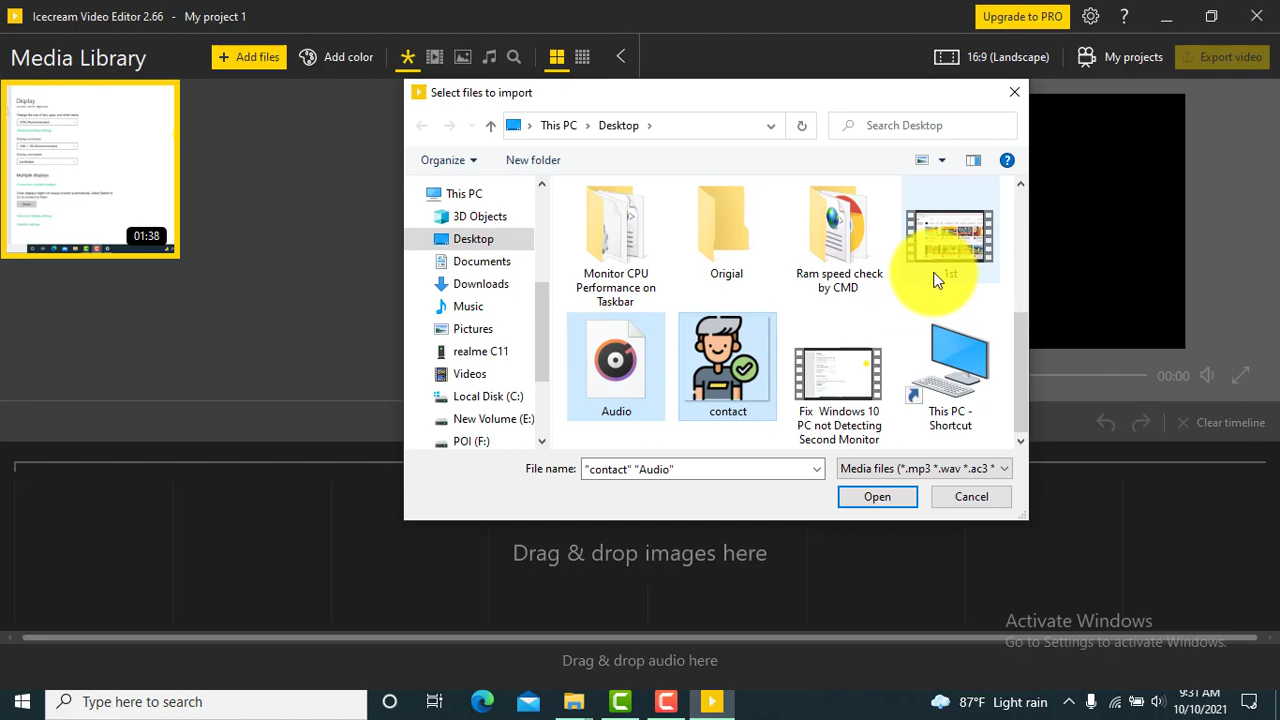 Icecream Video Editor 2.66 - My project 1
Upgrade to PRO
Media Library
Add files
Add color
16:9 (Landscape)
My projects
Export video
Display
Multiple displays
01:38
Select files to import
This PC
Desktop
Search Desktop
Organ
New folder
Documents
Downloads
Music
Pictures
realme C11
Videos
Local Disk (C:)
New Volume (E:)
POI (F:)
Monitor CPU
Performance on
Taskbar
Origial
Ram speed check
by CMD
1st
Audio
contact
Fix Windows 10
PC not Detecting
Second Monitor
This PC -
Shortcut
File name:
"contact" "Audio"
Media files (*.mp3 *.wav *.ac3 *
Open
Cancel
00:00
Clear timeline
Drag & drop images here
Activate Windows
Go to Settings to activate Windows.
Drag & drop audio here
Type here to search
87°F Light rain
9:31 AM
10/10/2021